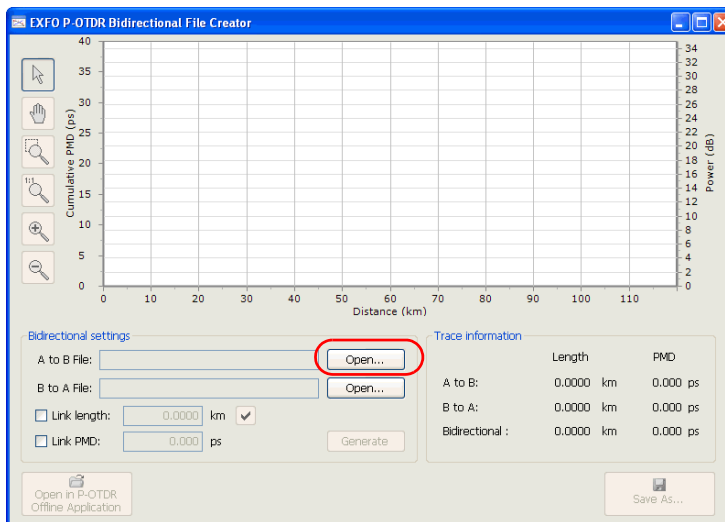 EXFO P-OTDR Bidirectional File Creator
Cumulative PMD (ps)
40
35
30
25
20
15
10
5
0
1:1
34
32
30
28
26
24
22
20
18
16
14
12
10
8
6
4
2
0
Power (dB)
0 10 20 30 40 50 60 70 80 90 100 110
Distance (km)
Bidirectional settings
A to B File: Open...
B to A File: Open...
Link length: 0.0000 km
Link PMD: 0.000 ps Generate
Trace information
Length PMD
A to B: 0.0000 km 0.000 ps
B to A: 0.0000 km 0.000 ps
Bidirectional : 0.0000 km 0.000 ps
Open in P-OTDR
Offline Application
Save As...